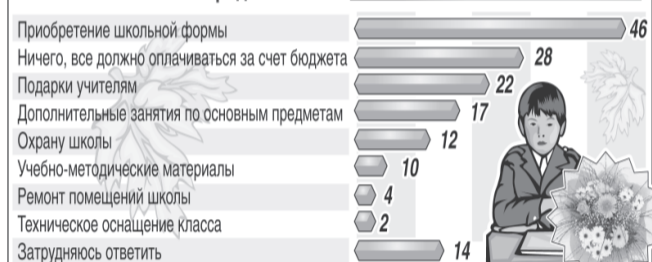 Приобретение школьной формы 46
Ничего, все должно оплачиваться за счет бюджета 28
Подарки учителям 22
Дополнительные занятия по основным предметам 17
Охрану школы 12
Учебно-методические материалы 10
Ремонт помещений школы 4
Техническое оснащение класса 2
Затрудняюсь ответить 14